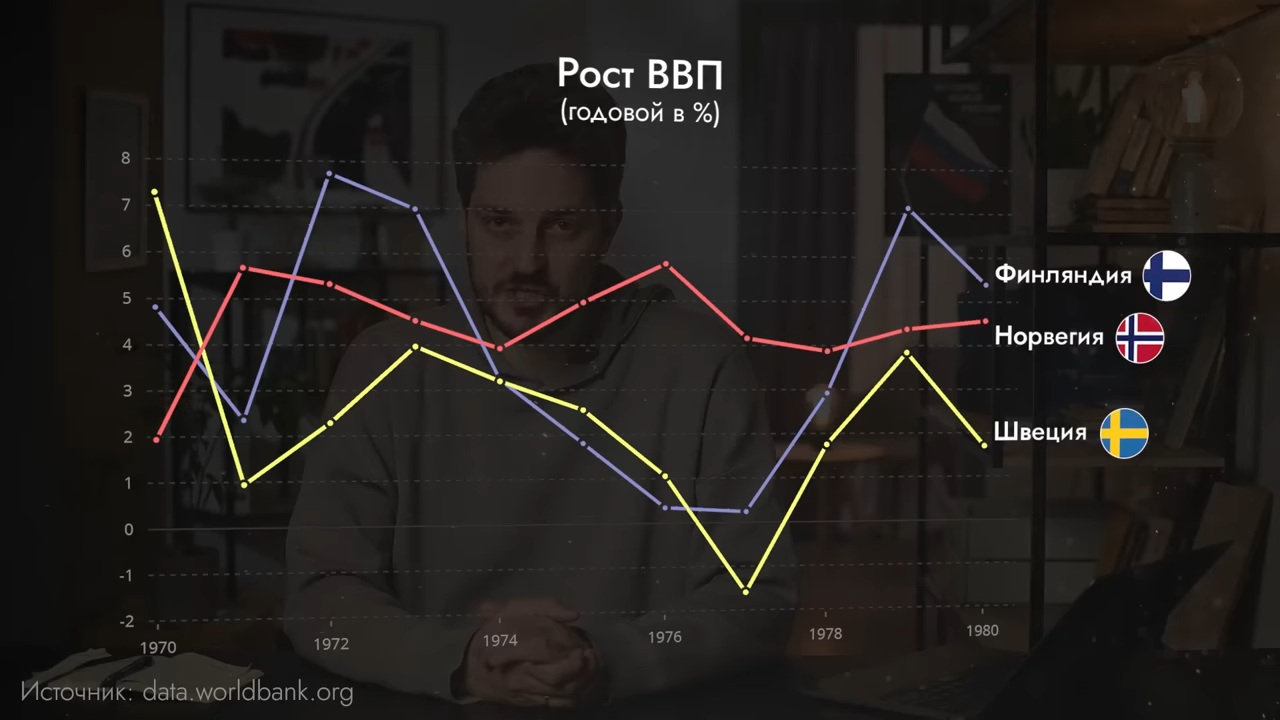 Рост ВВП
(годовой в %)
8
7
6
5
4
3
2
1
0
-1
-2
1970
1972
1974
1976
1978
1980
Финляндия
Норвегия
Швеция
Источник: data.worldbank.org